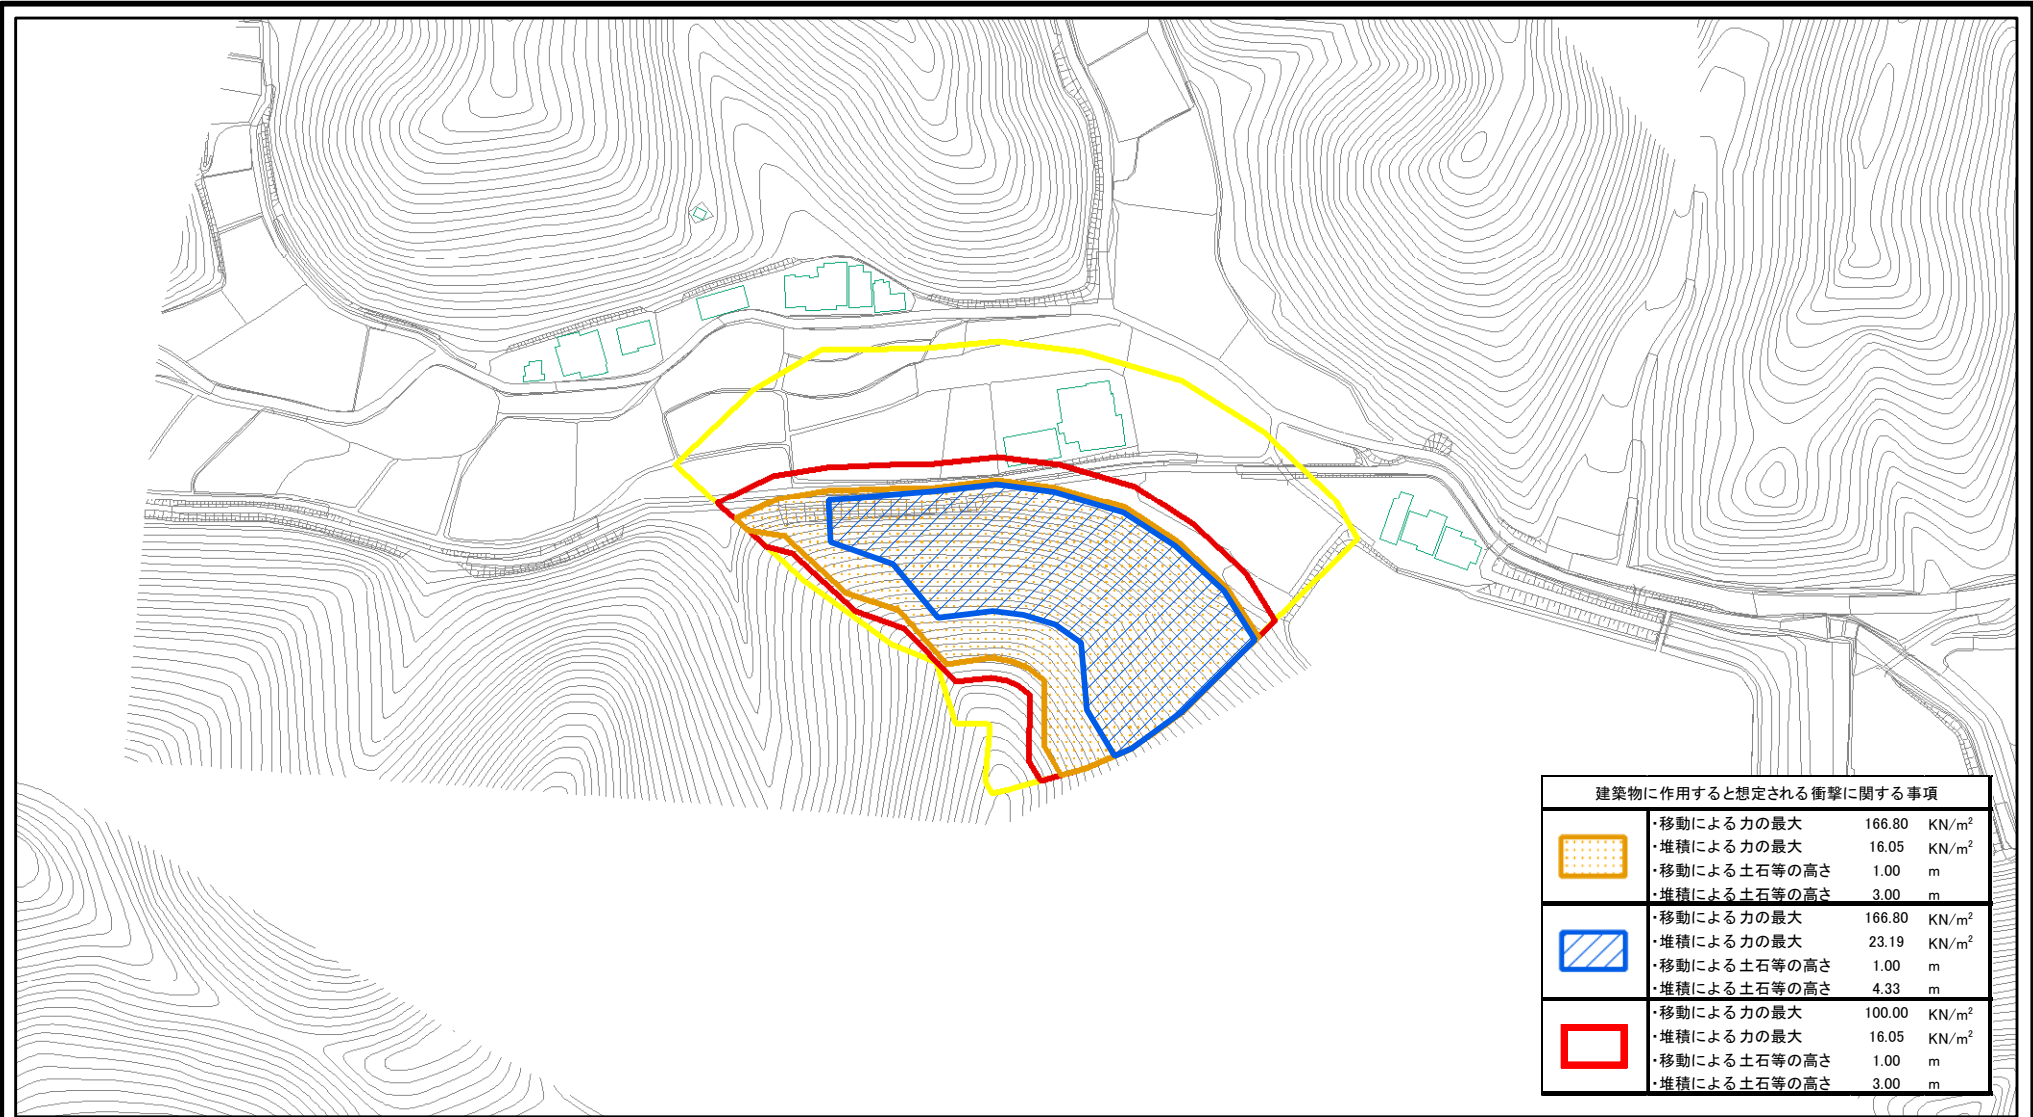 建築物に作用すると想定される衝撃に関する事項
・移動による力の最大 166.80 KN/m²
・堆積による力の最大 16.05 KN/m²
・移動による土石等の高さ 1.00 m
・堆積による土石等の高さ 3.00 m
・移動による力の最大 166.80 KN/m²
・堆積による力の最大 23.19 KN/m²
・移動による土石等の高さ 1.00 m
・堆積による土石等の高さ 4.33 m
・移動による力の最大 100.00 KN/m²
・堆積による力の最大 16.05 KN/m²
・移動による土石等の高さ 1.00 m
・堆積による土石等の高さ 3.00 m